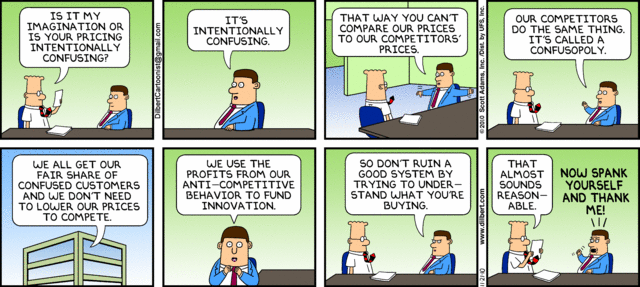 IS IT MY
IMAGINATION OR
IS YOUR PRICING
INTENTIONALLY
CONFUSING?
DilbertCartoonist@gmail.com
IT'S
INTENTIONALLY
CONFUSING.
THAT WAY YOU CAN'T
COMPARE OUR PRICES
TO OUR COMPETITORS'
PRICES.
©2010 Scott Adams, Inc. /Dist. by UFS, Inc.
OUR COMPETITORS
DO THE SAME THING.
IT'S CALLED A
CONFUSOPOLY.
WE ALL GET OUR
FAIR SHARE OF
CONFUSED CUSTOMERS
AND WE DON'T NEED
TO LOWER OUR PRICES
TO COMPETE.
WE USE THE
PROFITS FROM OUR
ANTI-COMPETITIVE
BEHAVIOR TO FUND
INNOVATION.
SO DON'T RUIN A
GOOD SYSTEM BY
TRYING TO UNDER-
STAND WHAT YOU'RE
BUYING.
www.dilbert.com
11-21-10
THAT
ALMOST
SOUNDS
REASON-
ABLE.
NOW SPANK
YOURSELF
AND THANK
ME!